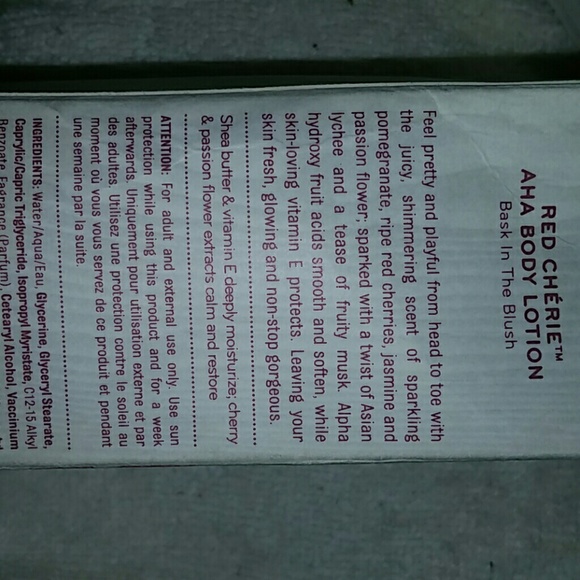 RED CHÉRIE™
AHA BODY LOTION
Bask In The Blush
Feel pretty and playful from head to toe with
the juicy, shimmering scent of sparkling
pomegranate, ripe red cherries, jasmine and
passion flower; sparked with a twist of Asian
lychee and a tease of fruity musk. Alpha
hydroxy fruit acids smooth and soften, while
skin-loving vitamin E protects. Leaving your
skin fresh, glowing and non-stop gorgeous.
Shea butter & vitamin E deeply moisturize; cherry
& passion flower extracts calm and restore
ATTENTION: For adult and external use only. Use sun
protection while using this product and for a week
afterwards. Uniquement pour utilisation externe et par
des adultes. Utilisez une protection contre le soleil au
moment où vous vous servez de ce produit et pendant
une semaine par la suite.
INGREDIENTS: Water/Aqua/Eau, Glycerine, Glyceryl Stearate,
Caprylic/Capric Triglyceride, Isopropyl Myristate, C12-15 Alkyl
Benzoate, Fragrance (Parfum), Cetearyl Alcohol, Vaccinium